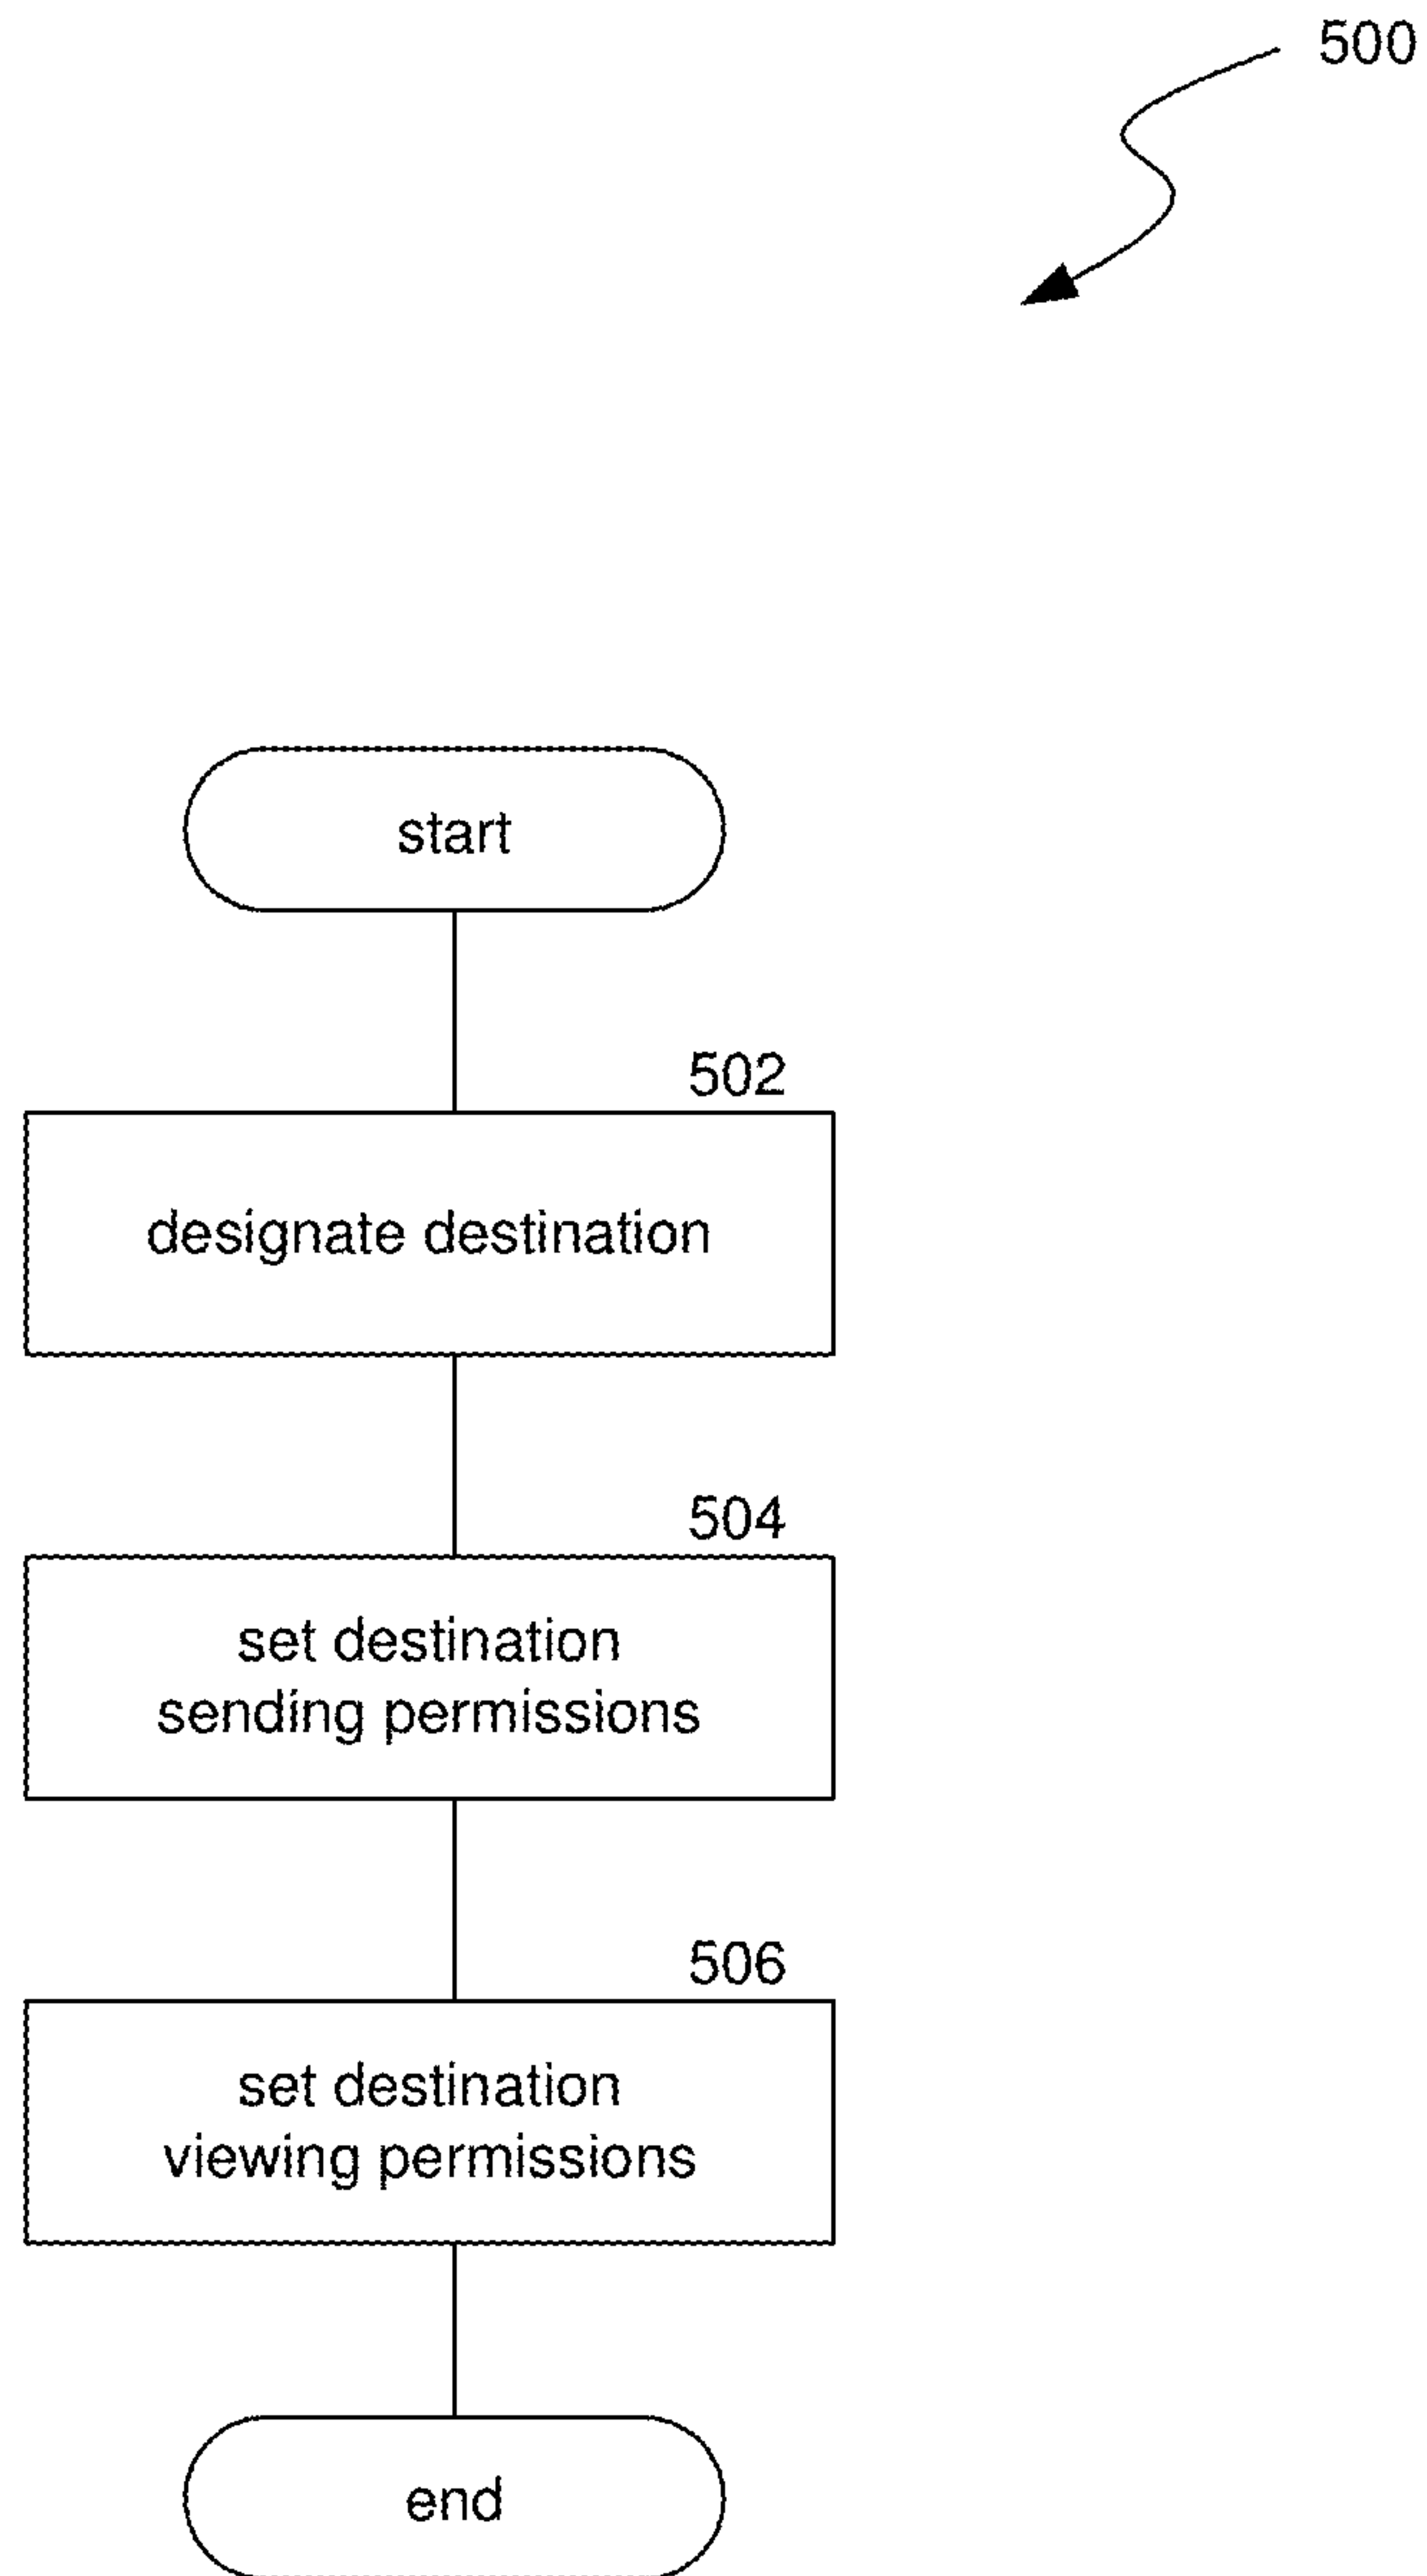 500
start
502
designate destination
504
set destination
sending permissions
506
set destination
viewing permissions
end